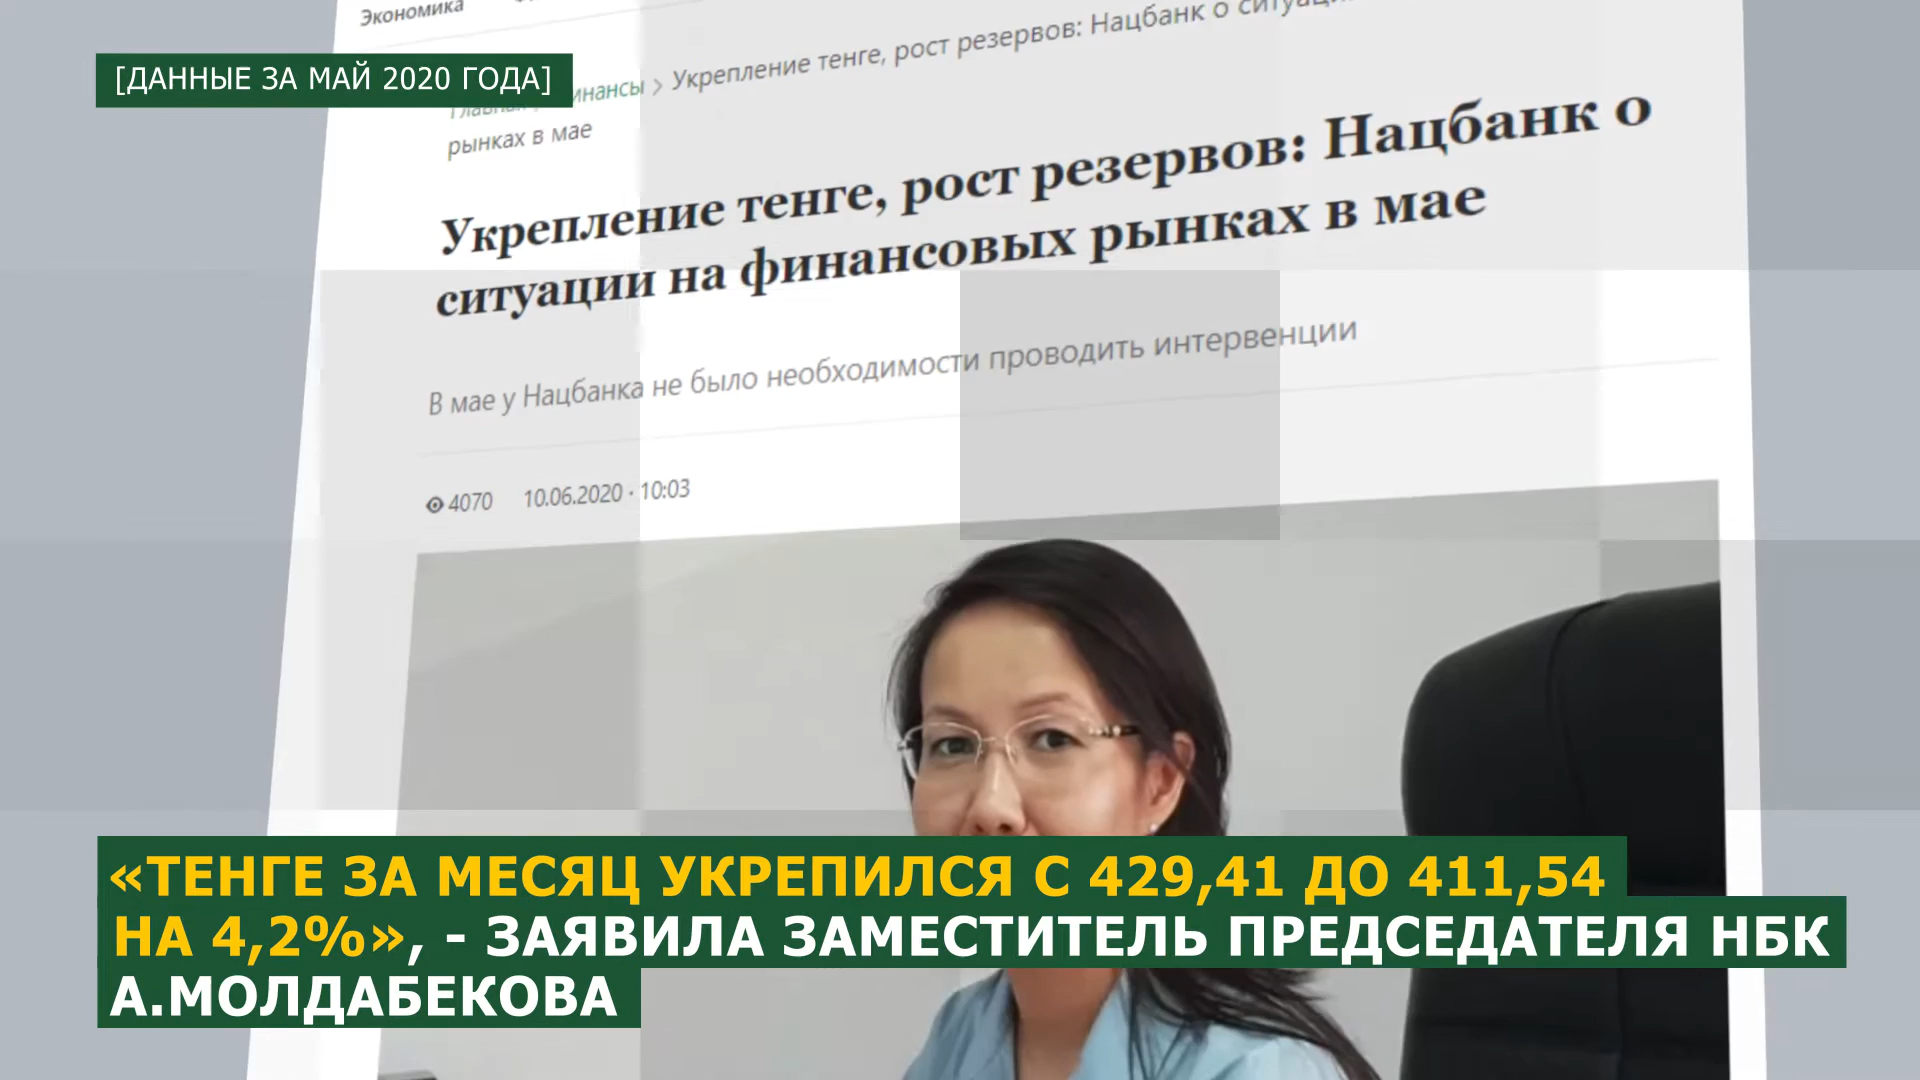 Экономика
[ДАННЫЕ ЗА МАЙ 2020 ГОДА]
Укрепление тенге, рост резервов: Нацбанк о
рынках в мае
Укрепление тенге, рост резервов: Нацбанк о
ситуации на финансовых рынках в мае
В мае у Нацбанка не было необходимости проводить интервенции
4070 10.06.2020 · 10:03
«ТЕНГЕ ЗА МЕСЯЦ УКРЕПИЛСЯ С 429,41 ДО 411,54
НА 4,2%», - ЗАЯВИЛА ЗАМЕСТИТЕЛЬ ПРЕДСЕДАТЕЛЯ НБК
А.МОЛДАБЕКОВА